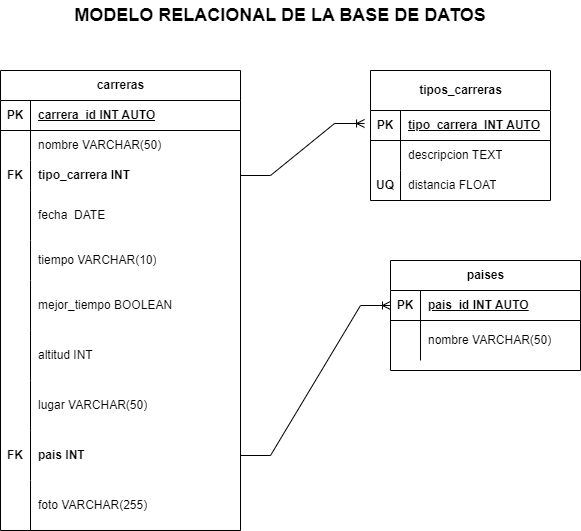 MODELO RELACIONAL DE LA BASE DE DATOS
carreras
PK carrera_id INT AUTO
nombre VARCHAR(50)
FK tipo_carrera INT
fecha DATE
tiempo VARCHAR(10)
mejor_tiempo BOOLEAN
altitud INT
lugar VARCHAR(50)
FK pais INT
foto VARCHAR(255)
tipos_carreras
PK tipo_carrera INT AUTO
descripcion TEXT
UQ distancia FLOAT
paises
PK pais_id INT AUTO
nombre VARCHAR(50)